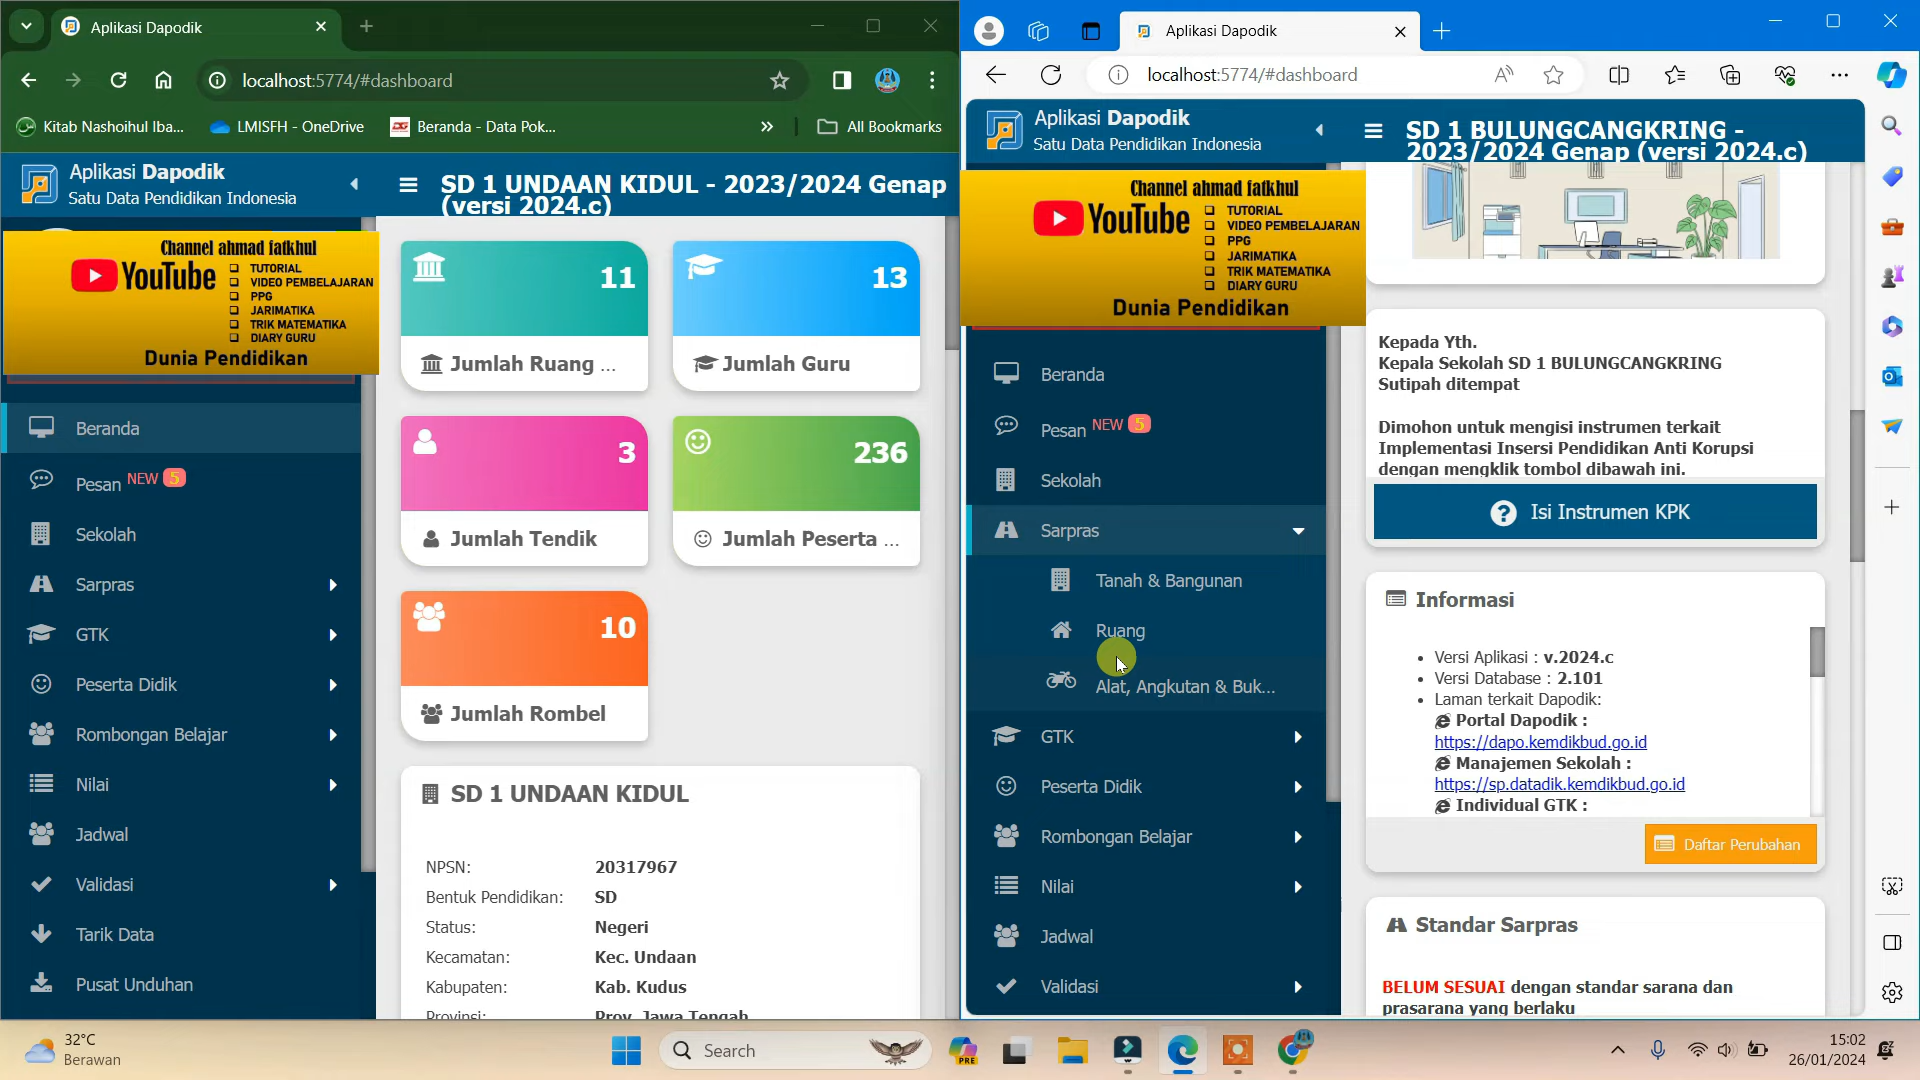 Aplikasi Dapodik
localhost:5774/#dashboard
Kitab Nashoihul Iba...
LMISFH - OneDrive
Beranda - Data Pok...
»
All Bookmarks
Aplikasi Dapodik
Satu Data Pendidikan Indonesia
SD 1 UNDAAN KIDUL - 2023/2024 Genap
(versi 2024.c)
Channel ahmad fatkhul
YouTube
TUTORIAL
VIDEO PEMBELAJARAN
PPG
JARIMATIKA
TRIK MATEMATIKA
DIARY GURU
Dunia Pendidikan
Beranda
Pesan NEW 5
Sekolah
Sarpras
GTK
Peserta Didik
Rombongan Belajar
Nilai
Jadwal
Validasi
Tarik Data
Pusat Unduhan
11
Jumlah Ruang ...
13
Jumlah Guru
3
Jumlah Tendik
236
Jumlah Peserta ...
10
Jumlah Rombel
SD 1 UNDAAN KIDUL
NPSN: 20317967
Bentuk Pendidikan: SD
Status: Negeri
Kecamatan: Kec. Undaan
Kabupaten: Kab. Kudus
Provinsi: Prov. Jawa Tengah
Aplikasi Dapodik
localhost:5774/#dashboard
Aplikasi Dapodik
Satu Data Pendidikan Indonesia
SD 1 BULUNGCANGKRING -
2023/2024 Genap (versi 2024.c)
Channel ahmad fatkhul
YouTube
TUTORIAL
VIDEO PEMBELAJARAN
PPG
JARIMATIKA
TRIK MATEMATIKA
DIARY GURU
Dunia Pendidikan
Beranda
Pesan NEW 5
Sekolah
Sarpras
Tanah & Bangunan
Ruang
Alat, Angkutan & Buk...
GTK
Peserta Didik
Rombongan Belajar
Nilai
Jadwal
Validasi
Kepada Yth.
Kepala Sekolah SD 1 BULUNGCANGKRING
Sutipah ditempat
Dimohon untuk mengisi instrumen terkait
Implementasi Insersi Pendidikan Anti Korupsi
dengan mengklik tombol dibawah ini.
Isi Instrumen KPK
Informasi
Versi Aplikasi : v.2024.c
Versi Database : 2.101
Laman terkait Dapodik:
Portal Dapodik :
https://dapo.kemdikbud.go.id
Manajemen Sekolah :
https://sp.datadik.kemdikbud.go.id
Individual GTK :
Daftar Perubahan
Standar Sarpras
BELUM SESUAI dengan standar sarana dan
prasarana yang berlaku
32°C
Berawan
Search
PRE
15:02
26/01/2024